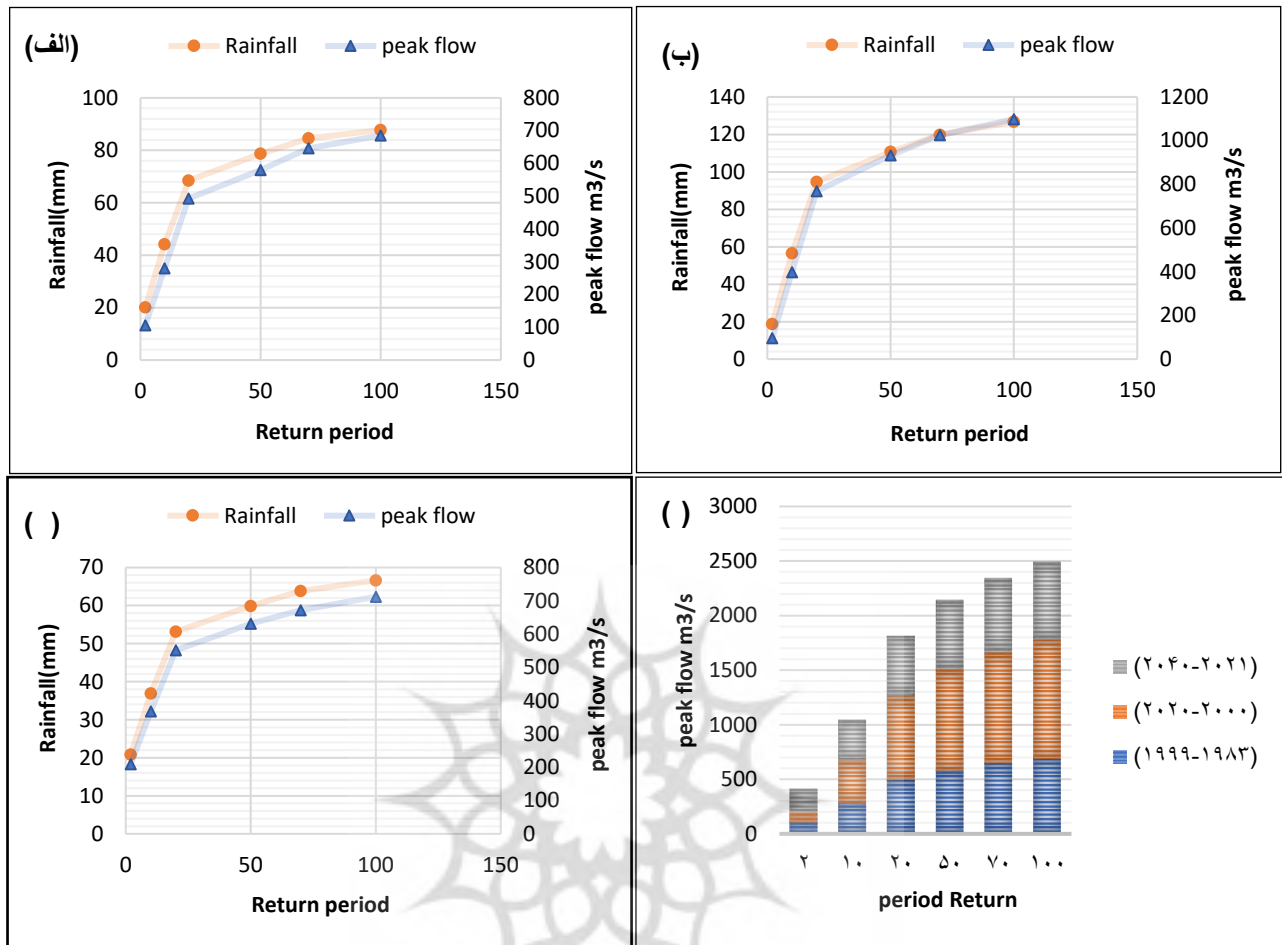 (الف)
Rainfall peak flow
100 800
80 700
60 600
40 500
20 400
0 300
200
100
0
0 50 100 150
Rainfall(mm)
peak flow m3/s
Return period
(ب)
Rainfall peak flow
140 1200
120 1000
100 800
80 600
60 400
40 200
20 0
0
0 50 100 150
Rainfall(mm)
peak flow m3/s
Return period
( )
Rainfall peak flow
70 800
60 700
50 600
40 500
30 400
20 300
10 200
0 100
0
0 50 100 150
Rainfall(mm)
peak flow m3/s
Return period
( )
3000
2500
2000
1500
1000
500
0
peak flow m3/s
۲ ۱۰ ۲۰ ۵۰ ۷۰ ۱۰۰
period Return
(۲۰۴۰-۲۰۲۱)
(۲۰۲۰-۲۰۰۰)
(۱۹۹۹-۱۹۸۳)